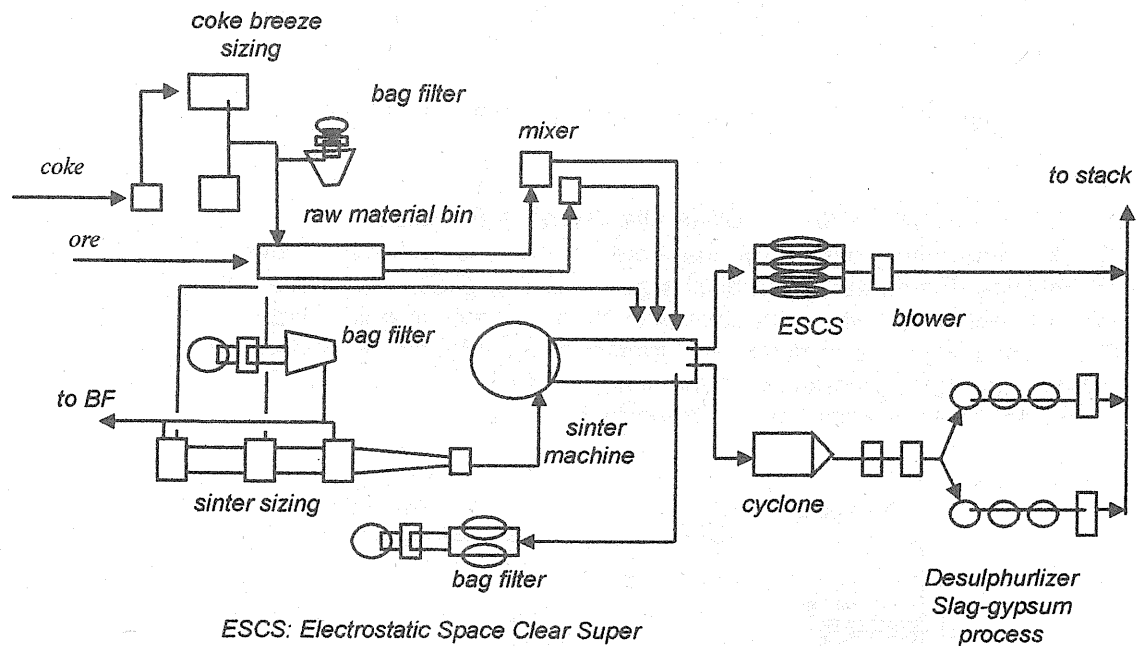 coke breeze
sizing
bag filter
mixer
coke
to stack
raw material bin
ore
bag filter
ESCS
blower
to BF
sinter
machine
sinter sizing
cyclone
bag filter
Desulphurlizer
Slag-gypsum
process
ESCS: Electrostatic Space Clear Super